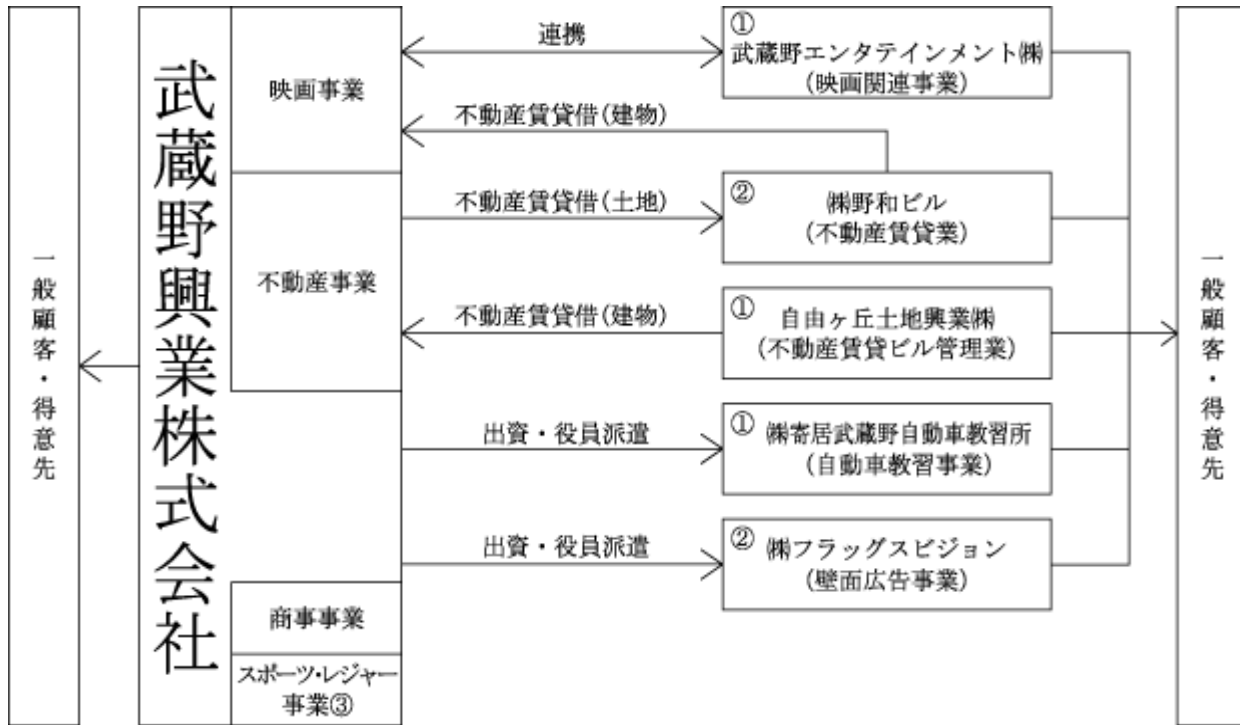 一般顧客・得意先
武蔵野興業株式会社
映画事業
不動産事業
商事事業
スポーツ・レジャー
事業③
連携
不動産賃貸借(建物)
不動産賃貸借(土地)
不動産賃貸借(建物)
出資・役員派遣
出資・役員派遣
①
武蔵野エンタテインメント㈱
(映画関連事業)
②
㈱野和ビル
(不動産賃貸業)
①
自由ヶ丘土地興業㈱
(不動産賃貸ビル管理業)
①
㈱寄居武蔵野自動車教習所
(自動車教習事業)
②
㈱フラッグスビジョン
(壁面広告事業)
一般顧客・得意先